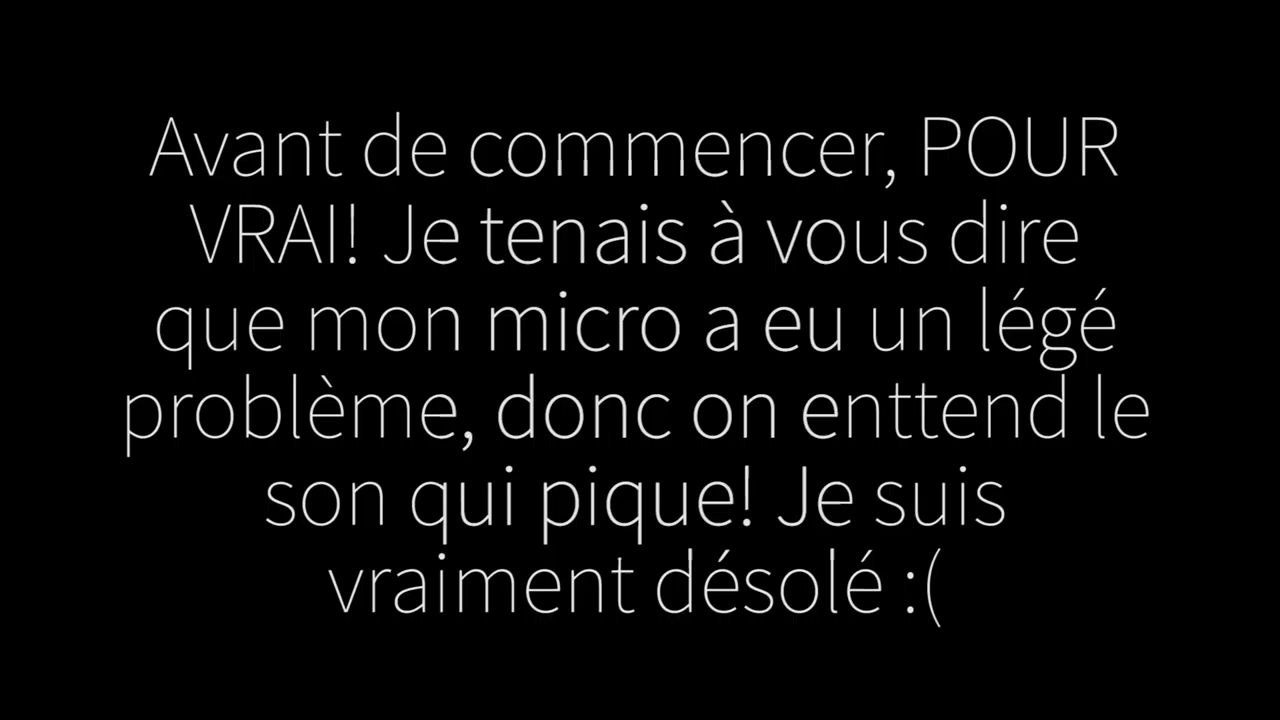 Avant de commencer, POUR
VRAI! Je tenais à vous dire
que mon micro a eu un légé
problème, donc on enttend le
son qui pique! Je suis
vraiment désolé :(